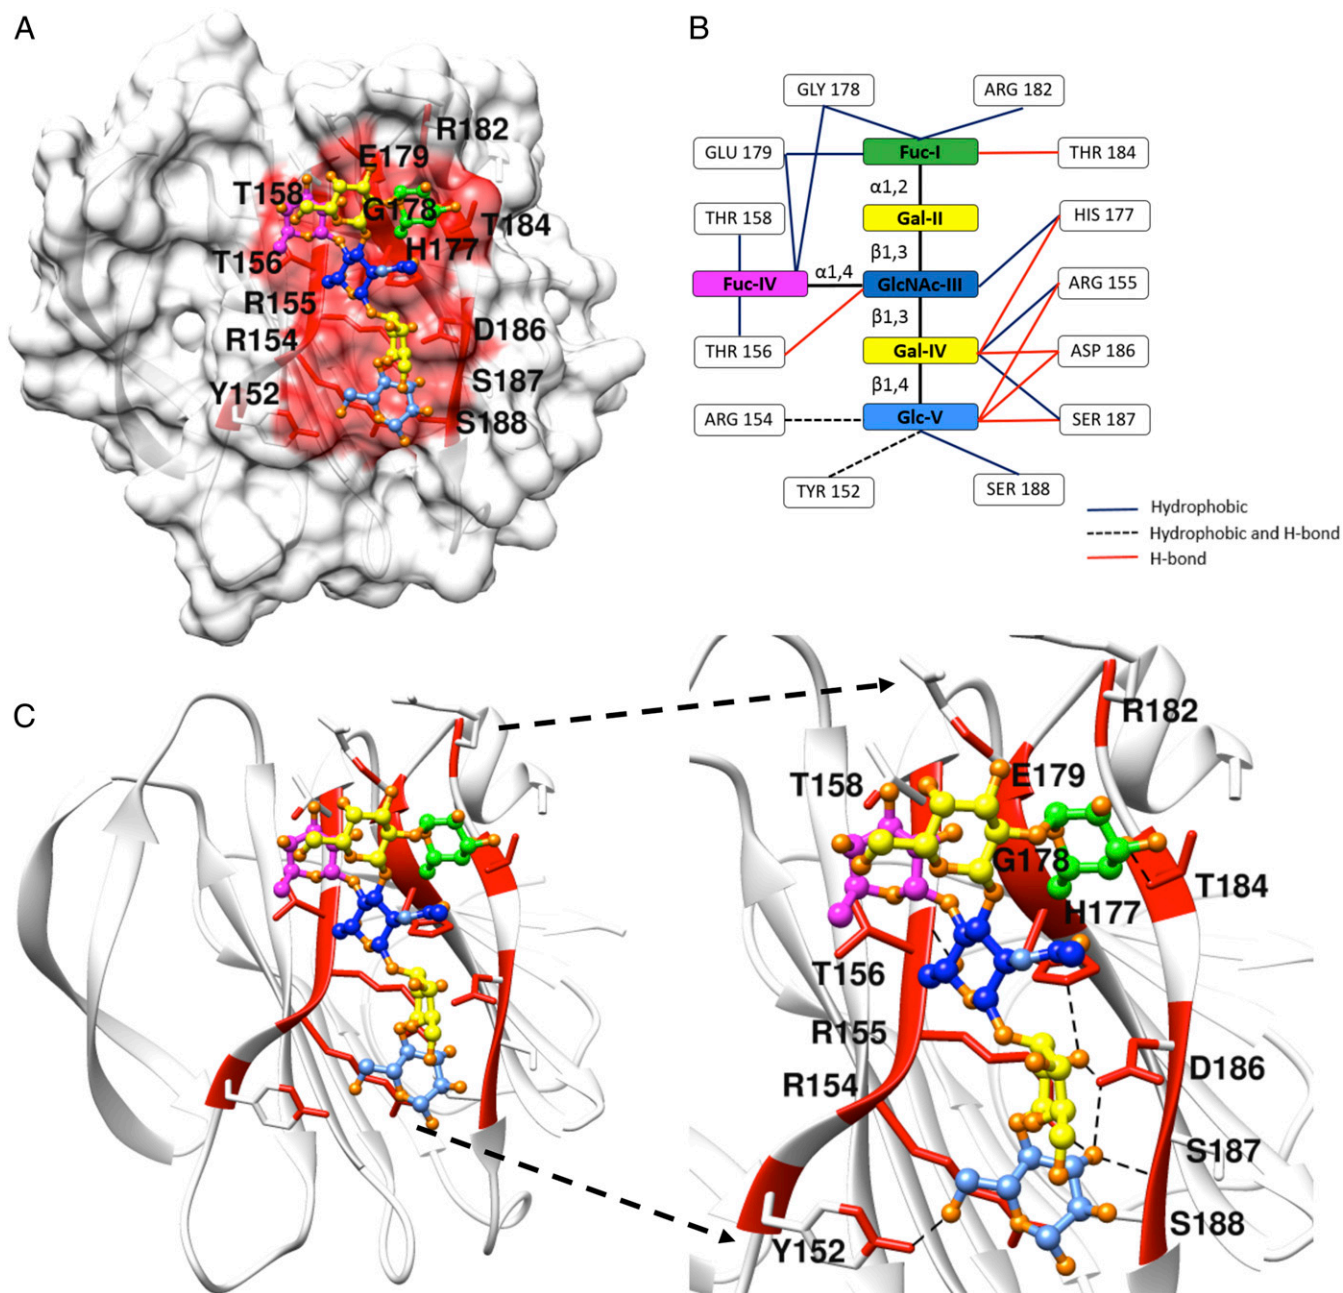 A
R182
E179
T158
G178
T184
H177
T156
R155
R154
D186
S187
Y152
S188
B
GLY 178
ARG 182
GLU 179
Fuc-I
THR 184
α1,2
THR 158
Gal-II
HIS 177
β1,3
α1,4
Fuc-IV
GlcNAc-III
ARG 155
β1,3
THR 156
Gal-IV
ASP 186
β1,4
ARG 154
Glc-V
SER 187
TYR 152
SER 188
Hydrophobic
Hydrophobic and H-bond
H-bond
C
R182
E179
T158
G178
T184
H177
T156
R155
D186
R154
S187
S188
Y152